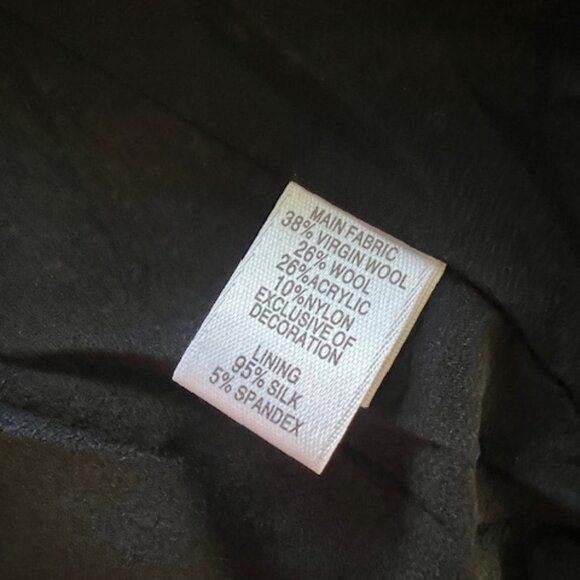 MAIN FABRIC
38% VIRGIN WOOL
26% WOOL
26%ACRYLIC
10%NYLON
EXCLUSIVE OF
DECORATION
LINING
95% SILK
5% SPANDEX